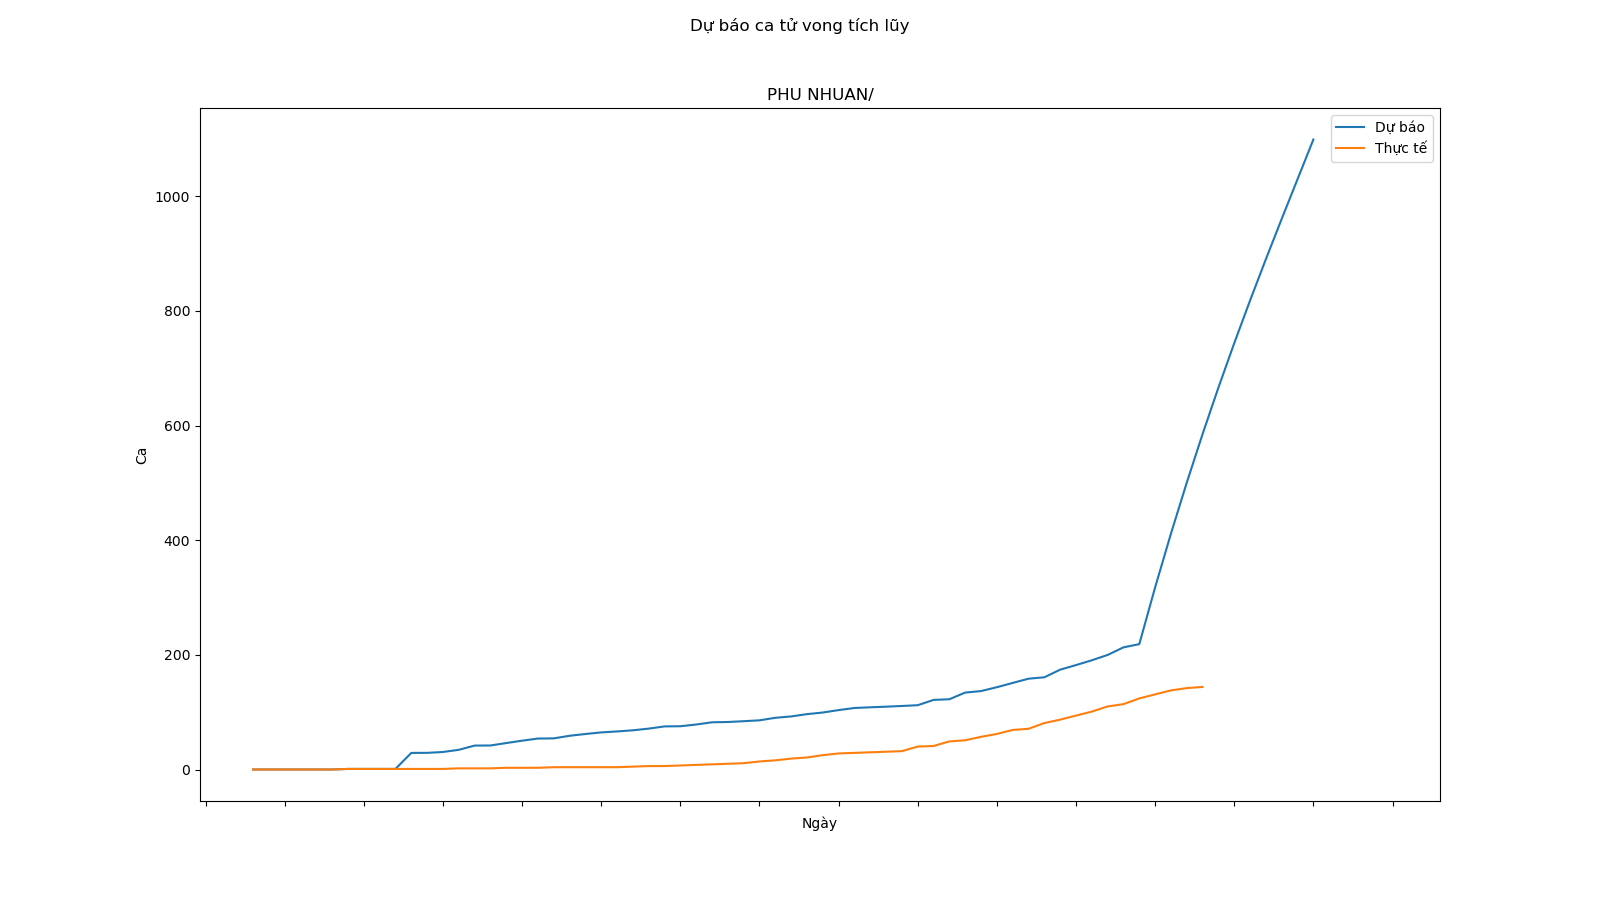 Dự báo ca tử vong tích lũy
PHU NHUAN/
Dự báo
Thực tế
1000
800
600
400
200
0
Ca
Ngày